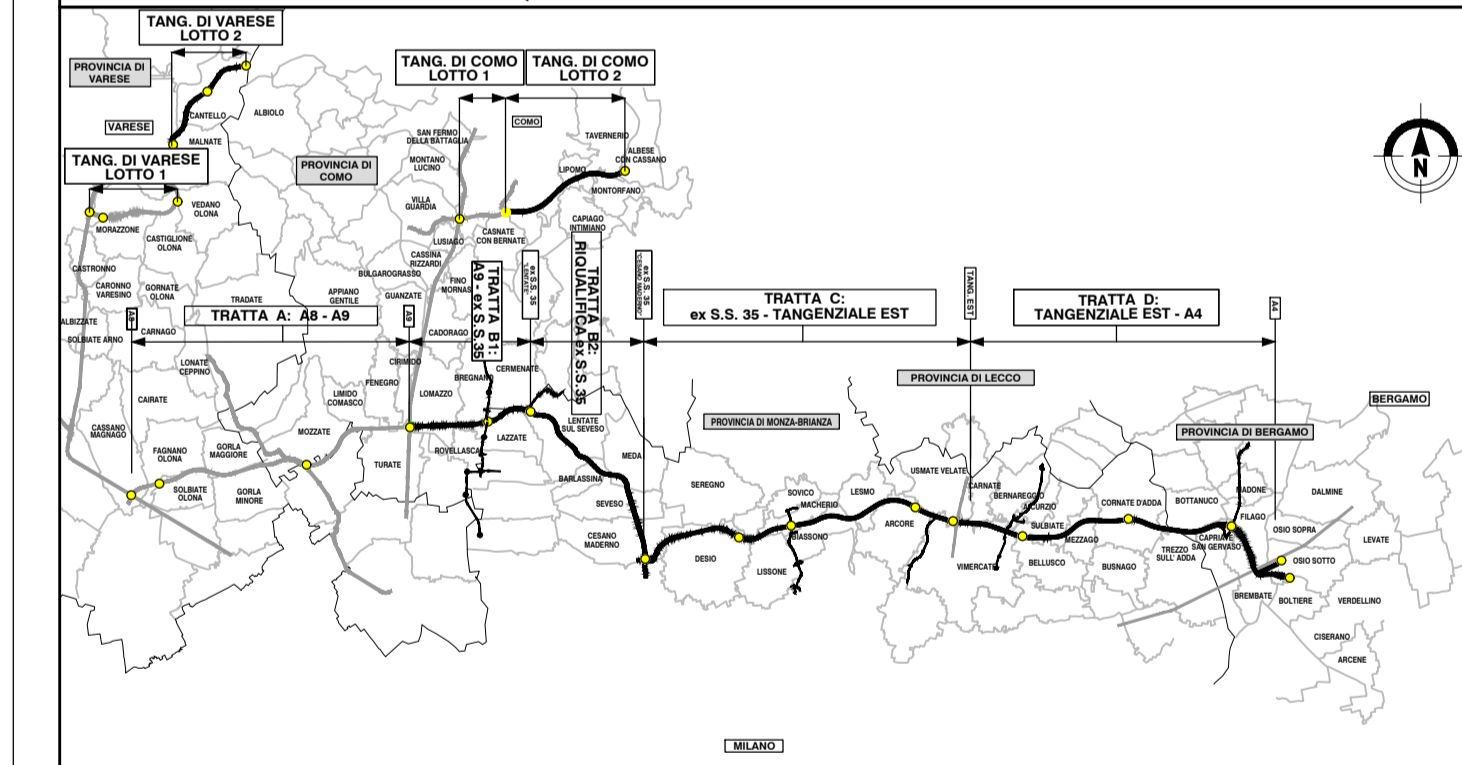 TANG. DI VARESE
LOTTO 2
PROVINCIA DI
VARESE
TANG. DI COMO
LOTTO 1
TANG. DI COMO
LOTTO 2
CANTELLO
ALBIOLO
VARESE
MALNATE
COMO
SAN FERMO
DELLA BATTAGLIA
TAVERNERIO
ALBESE
CON CASSANO
MONTANO
LUCINO
LIPOMO
MONTORFANO
PROVINCIA DI
COMO
TANG. DI VARESE
LOTTO 1
N
VILLA
GUARDIA
VEDANO
OLONA
MORAZZONE
CASTIGLIONE
OLONA
LUSIAGO
CASNATE
CON BERNATE
CAPIAGO
INTIMIANO
CASSINA
RIZZARDI
BULGAROGRASSO
CASTRONNO
CARONNO
VARESINO
GORNATE
OLONA
FINO
MORNAS
APPIANO
GENTILE
GUANZATE
TRADATE
ALBIZZATE
CARNAGO
SOLBIATE ARNO
A8
TRATTA A: A8 - A9
A9
CADORAGO
TRATTA B1:
A9 - ex S.S.35
ex S.S. 35
"LENTATE"
TRATTA B2:
RIQUALIFICA ex S.S.35
ex S.S. 35
"CESANO MADERNO"
TRATTA C:
ex S.S. 35 - TANGENZIALE EST
TANG. EST
TRATTA D:
TANGENZIALE EST - A4
A4
CIRIMIDO
LONATE
CEPPINO
FENEGRO
BREGNANO
CERMENATE
LIMIDO
COMASCO
LOMAZZO
CAIRATE
PROVINCIA DI LECCO
BERGAMO
PROVINCIA DI MONZA-BRIANZA
PROVINCIA DI BERGAMO
LENTATE
SUL SEVESO
CASSANO
MAGNAGO
MOZZATE
LAZZATE
FAGNANO
OLONA
GORLA
MAGGIORE
ROVELLASCA
MEDA
TURATE
SOLBIATE
OLONA
GORLA
MINORE
BARLASSINA
SEVESO
SEREGNO
USMATE VELATE
CARNATE
BERNAREGGIO
AICURZIO
SOVICO
MACHERIO
LESMO
CORNATE D'ADDA
BOTTANUCO
MADONE
DALMINE
FILAGO
ARCORE
SULBIATE
MEZZAGO
BIASSONO
CAPRIATE
SAN GERVASO
OSIO SOPRA
CESANO
MADERNO
DESIO
LISSONE
VIMERCATE
BELLUSCO
BUSNAGO
TREZZO
SULL' ADDA
LEVATE
OSIO SOTTO
BREMBATE
BOLTIERE
VERDELLINO
CISERANO
ARCENE
MILANO